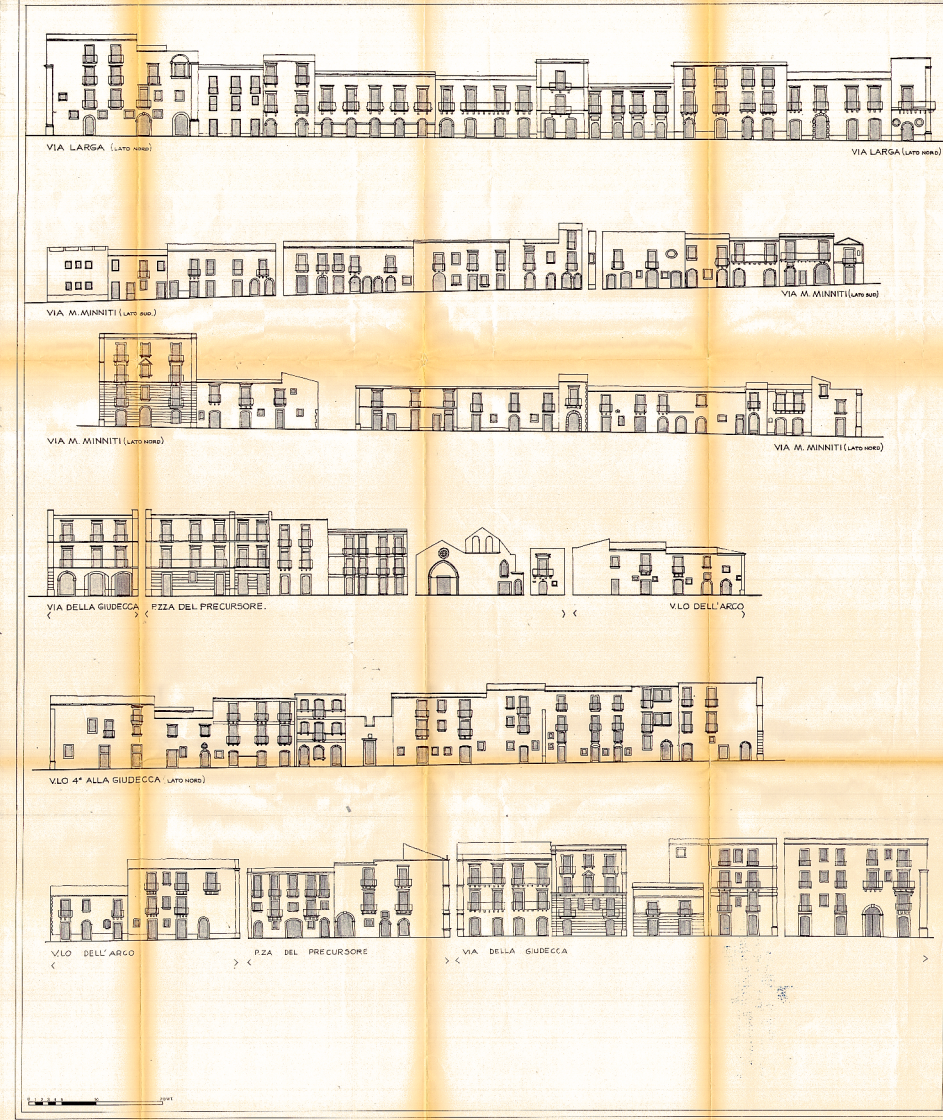 VIA LARGA (LATO NORD)
VIA LARGA (LATO NORD)
VIA M. MINNITI (LATO SUD)
VIA M. MINNITI (LATO SUD.)
VIA M. MINNITI (LATO NORD)
VIA M. MINNITI (LATO NORD)
VIA DELLA GIUDECCA P.ZZA DEL PRECURSORE. V.LO DELL'ARCO
V.LO 4° ALLA GIUDECCA (LATO NORD)
V.LO DELL'ARCO P.ZA DEL PRECURSORE VIA DELLA GIUDECCA